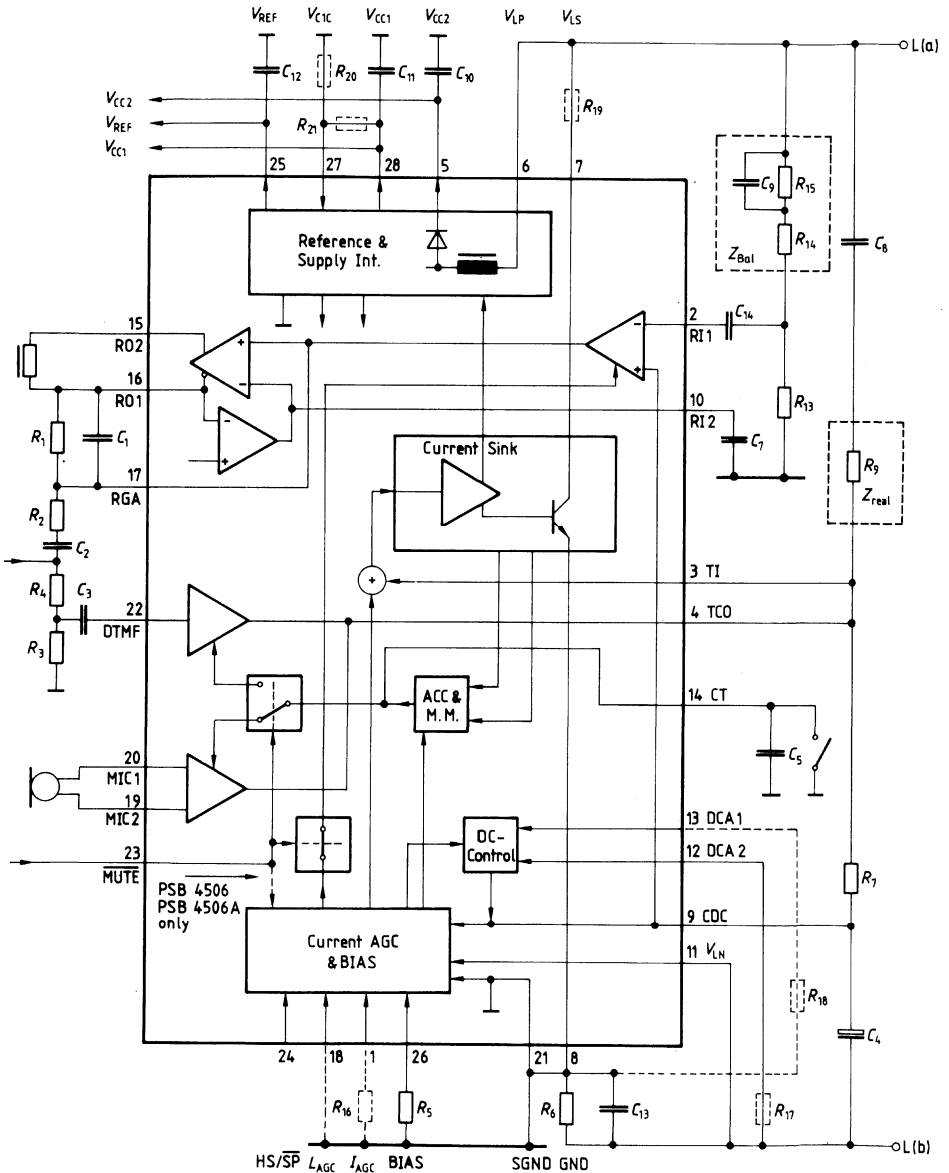 V_REF V_C1C V_CC1 V_CC2 V_LP V_LS
L(a)
C12 R20 C11 C10
V_CC2
R19
V_REF R21
V_CC1
25 27 28 5 6 7
C9 R15
Reference &
Supply Int.
R14
Z_Bal
C8
C14
15
RO2
2
RI1
+ -
16
RO1
- +
10
RI2
R13
R1 C1
- +
C7
Current Sink
R9
Z_real
17
RGA
R2
C2
+
3 TI
R4 C3
22
DTMF
4 TCO
R3
ACC &
M.M.
14 CT
C5
20
MIC1
19
MIC2
13 DCA1
DC-
Control
12 DCA2
23
MUTE
R7
PSB 4506
PSB 4506A
only
9 CDC
Current AGC
& BIAS
11 V_LN
R18
C4
24 18 1 26 21 8
R16 R5 R6 C13 R17
L(b)
HS/SP L_AGC I_AGC BIAS SGND GND